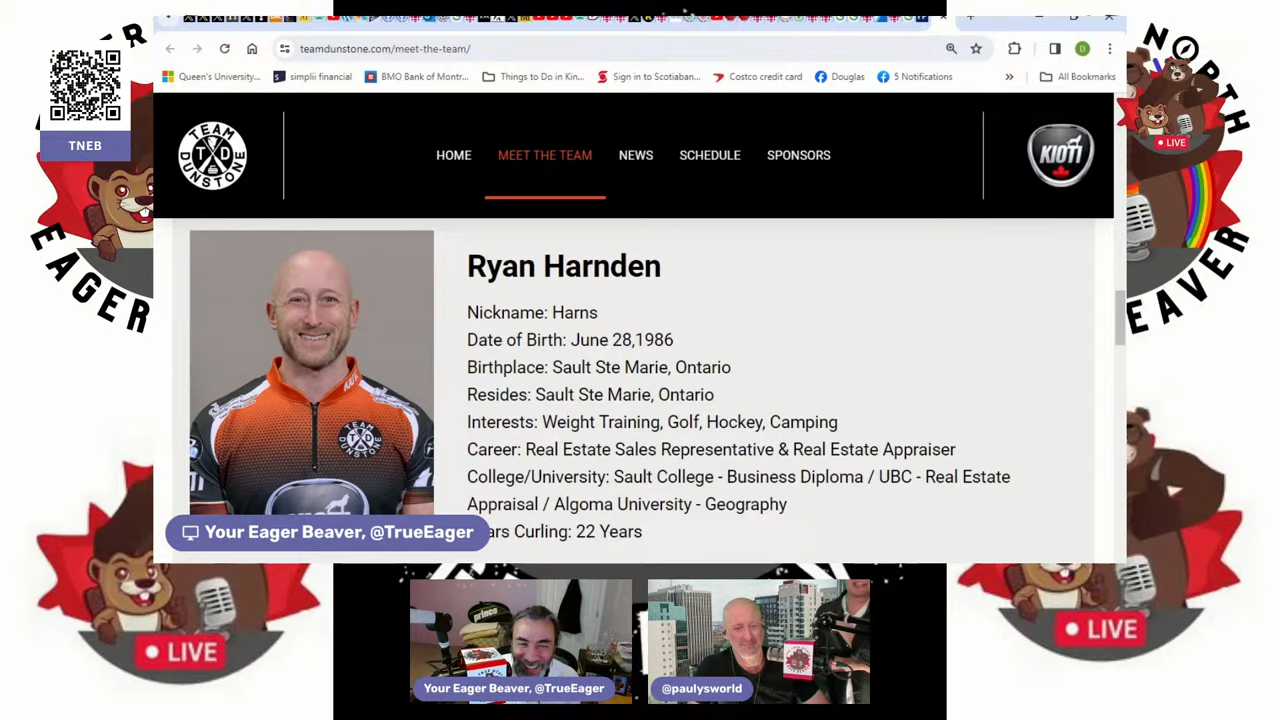 teamdunstone.com/meet-the-team/
Queen's University...
simplii financial
BMO Bank of Montr...
Things to Do in Kin...
Sign in to Scotiaban...
Costco credit card
Douglas
5 Notifications
»
All Bookmarks
D
TNEB
TEAM
TD
DUNSTONE
HOME
MEET THE TEAM
NEWS
SCHEDULE
SPONSORS
KIOTI
NORTH
LIVE
EAGER
EAVER
Ryan Harnden
Nickname: Harns
Date of Birth: June 28,1986
Birthplace: Sault Ste Marie, Ontario
Resides: Sault Ste Marie, Ontario
Interests: Weight Training, Golf, Hockey, Camping
Career: Real Estate Sales Representative & Real Estate Appraiser
College/University: Sault College - Business Diploma / UBC - Real Estate
Appraisal / Algoma University - Geography
ars Curling: 22 Years
TEAM
TD
DUNSTONE
Your Eager Beaver, @TrueEager
prince
Your Eager Beaver, @TrueEager
@paulysworld
LIVE
LIVE